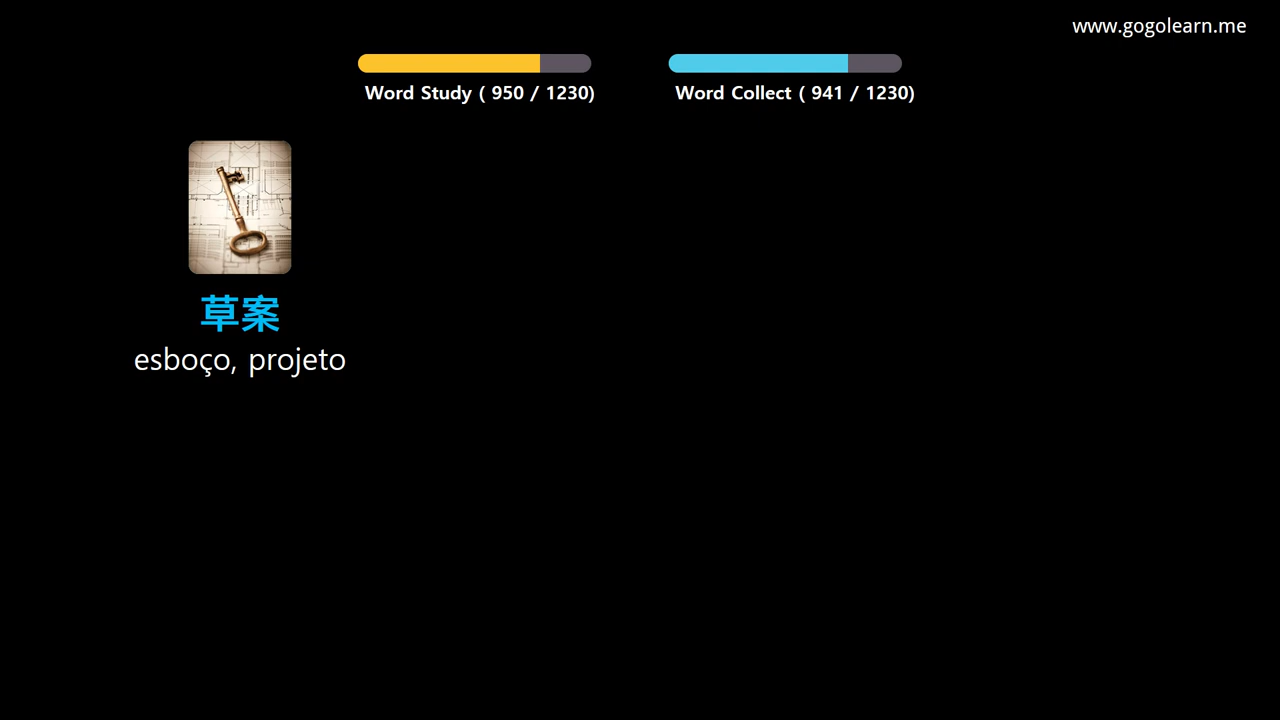 www.gogolearn.me
Word Study ( 950 / 1230)
Word Collect ( 941 / 1230)
草案
esboço, projeto